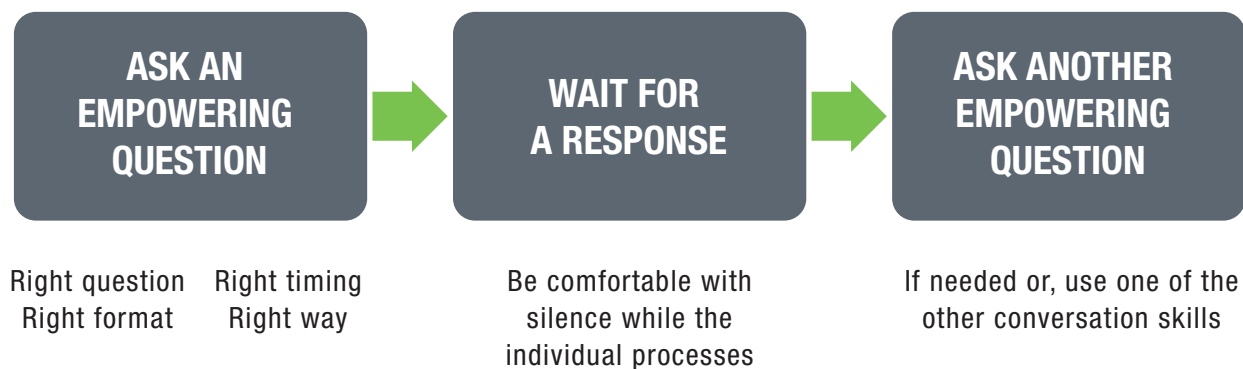 ASK AN
EMPOWERING
QUESTION
WAIT FOR
A RESPONSE
ASK ANOTHER
EMPOWERING
QUESTION
Right question Right timing
Right format Right way
Be comfortable with
silence while the
individual processes
If needed or, use one of the
other conversation skills